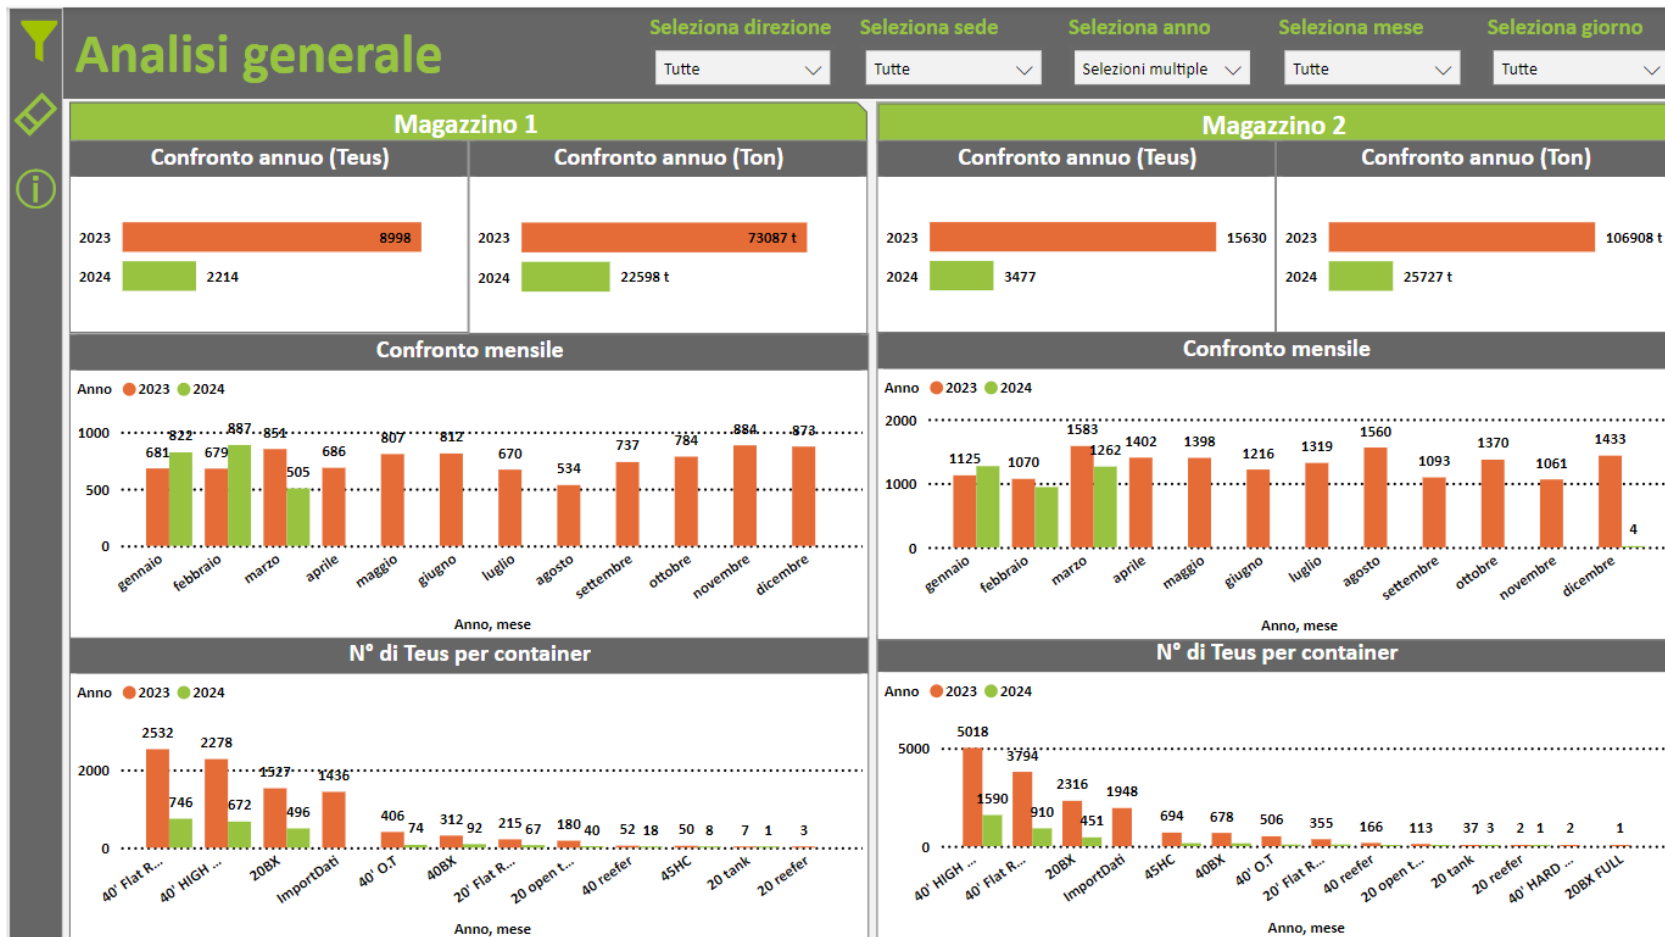 Analisi generale
Seleziona direzione
Tutte
Seleziona sede
Tutte
Seleziona anno
Selezioni multiple
Seleziona mese
Tutte
Seleziona giorno
Tutte
Magazzino 1
Confronto annuo (Teus)
2023 8998
2024 2214
Confronto annuo (Ton)
2023 73087 t
2024 22598 t
Confronto mensile
Anno 2023 2024
1000
500
0
681 822 679 887 851 505 686 807 812 670 534 737 784 884 873
gennaio febbraio marzo aprile maggio giugno luglio agosto settembre ottobre novembre dicembre
Anno, mese
N° di Teus per container
Anno 2023 2024
2000
0
2532 746 2278 672 1527 496 1436 406 74 312 92 215 67 180 40 52 18 50 8 7 1 3
40' Flat R... 40' HIGH ... 20BX ImportDati 40' O.T 40BX 20' Flat R... 20 open t... 40 reefer 45HC 20 tank 20 reefer
Anno, mese
Magazzino 2
Confronto annuo (Teus)
2023 15630
2024 3477
Confronto annuo (Ton)
2023 106908 t
2024 25727 t
Confronto mensile
Anno 2023 2024
2000
1000
0
1125 1070 1583 1262 1402 1398 1216 1319 1560 1093 1370 1061 1433 4
gennaio febbraio marzo aprile maggio giugno luglio agosto settembre ottobre novembre dicembre
Anno, mese
N° di Teus per container
Anno 2023 2024
5000
0
5018 1590 3794 910 2316 451 1948 694 678 506 355 166 113 37 3 2 1 2 1
40' HIGH ... 40' Flat R... 20BX ImportDati 45HC 40BX 40' O.T 20' Flat R... 40 reefer 20 open t... 20 tank 20 reefer 40' HARD ... 20BX FULL
Anno, mese